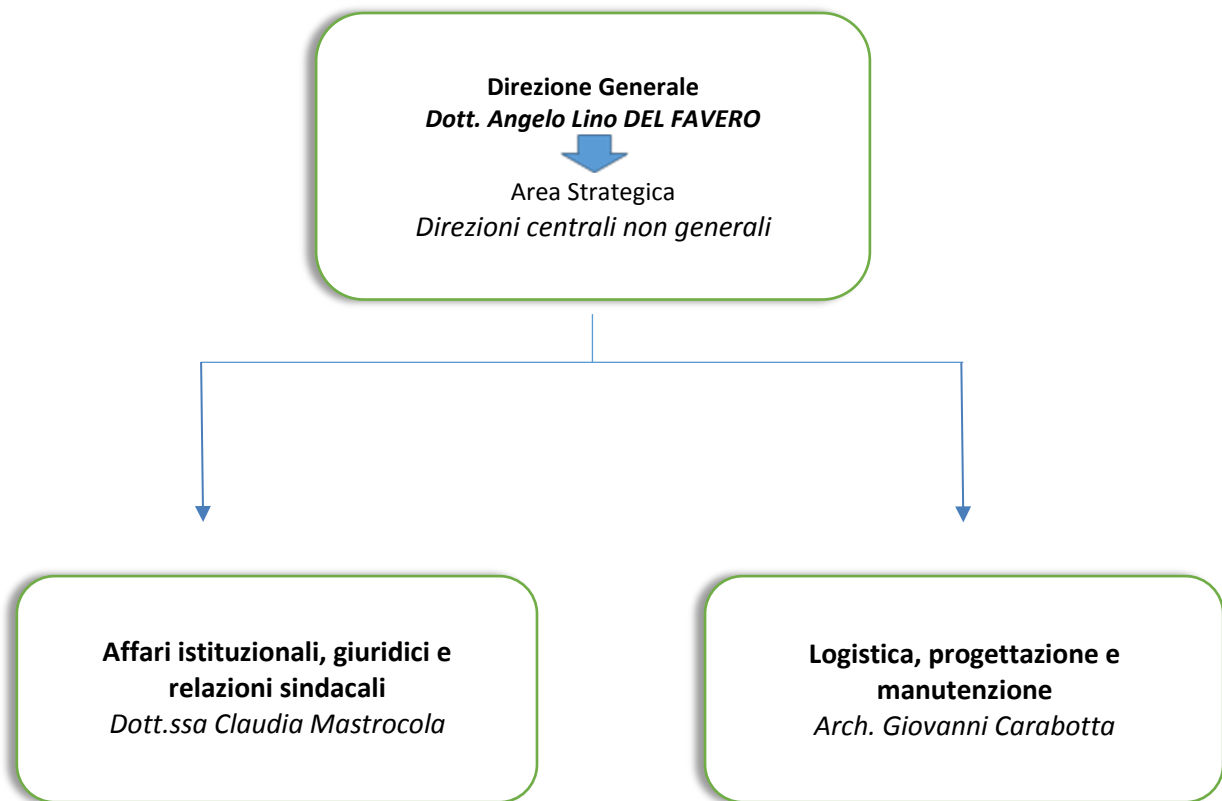 Direzione Generale
Dott. Angelo Lino DEL FAVERO
Area Strategica
Direzioni centrali non generali
Affari istituzionali, giuridici e
relazioni sindacali
Dott.ssa Claudia Mastrocola
Logistica, progettazione e
manutenzione
Arch. Giovanni Carabotta